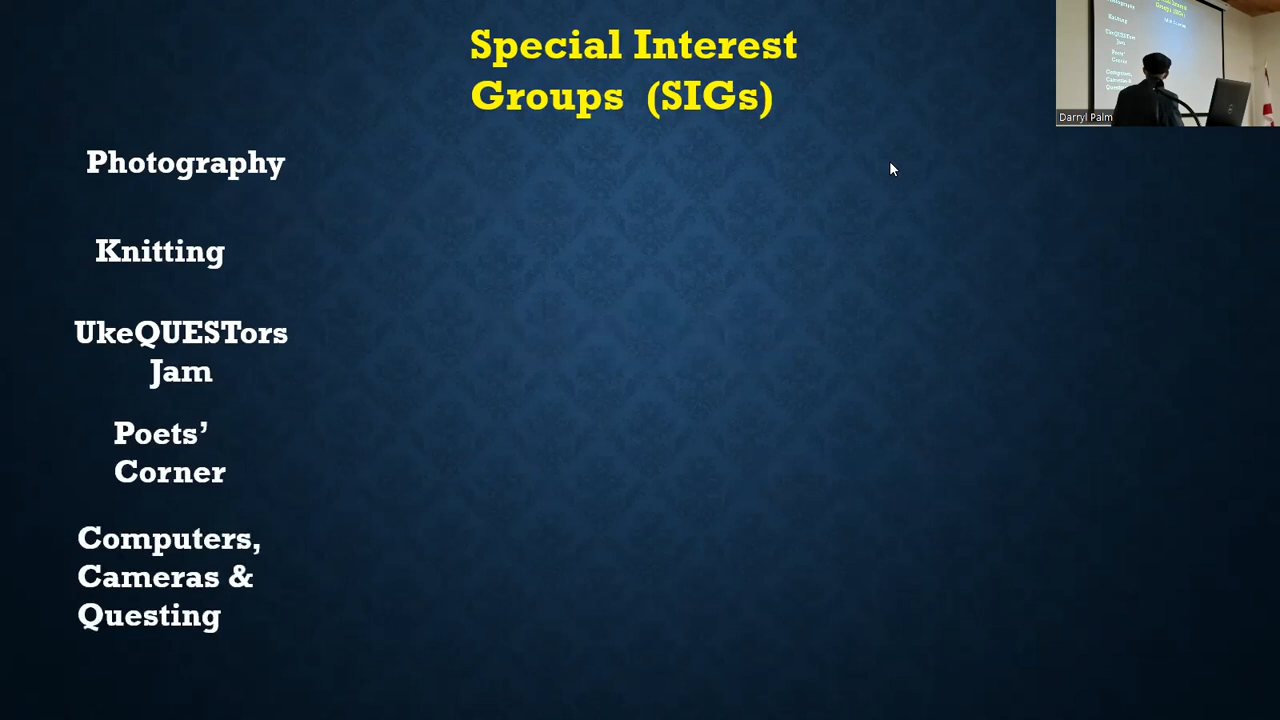 Special Interest
Groups (SIGs)
Photography
Knitting
UkeQUESTors
Jam
Poets’
Corner
Computers,
Cameras &
Questing
Darryl Palm